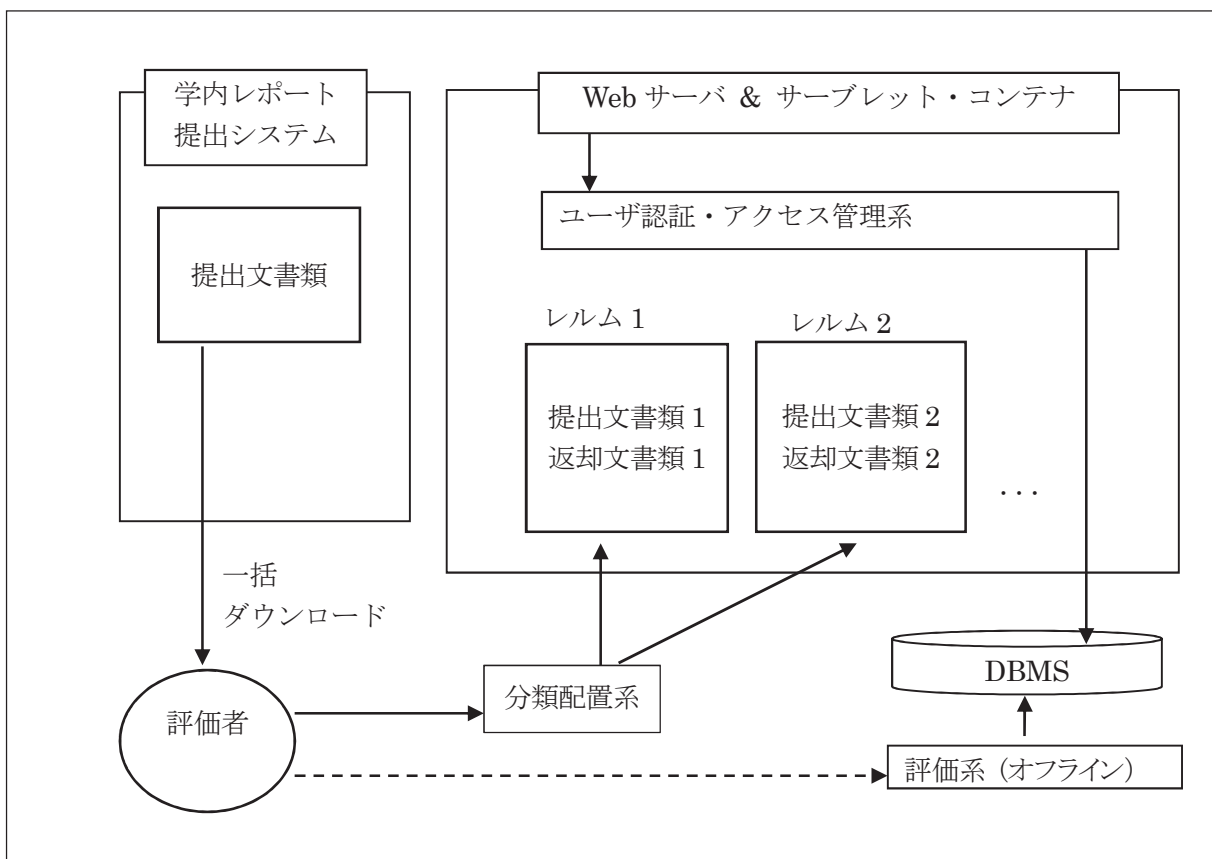 学内レポート
提出システム
提出文書類
一括
ダウンロード
評価者
Web サーバ & サーブレット・コンテナ
ユーザ認証・アクセス管理系
レルム 1
レルム 2
提出文書類 1
返却文書類 1
提出文書類 2
返却文書類 2
...
分類配置系
DBMS
評価系 (オフライン)